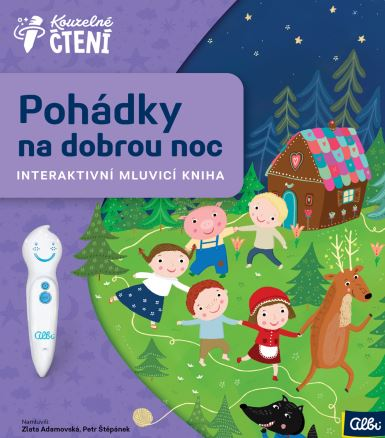 Kouzelné
ČTENÍ
Pohádky
na dobrou noc
INTERAKTIVNÍ MLUVICÍ KNIHA
Albi
Namluvili:
Zlata Adamovská, Petr Štěpánek
Albi